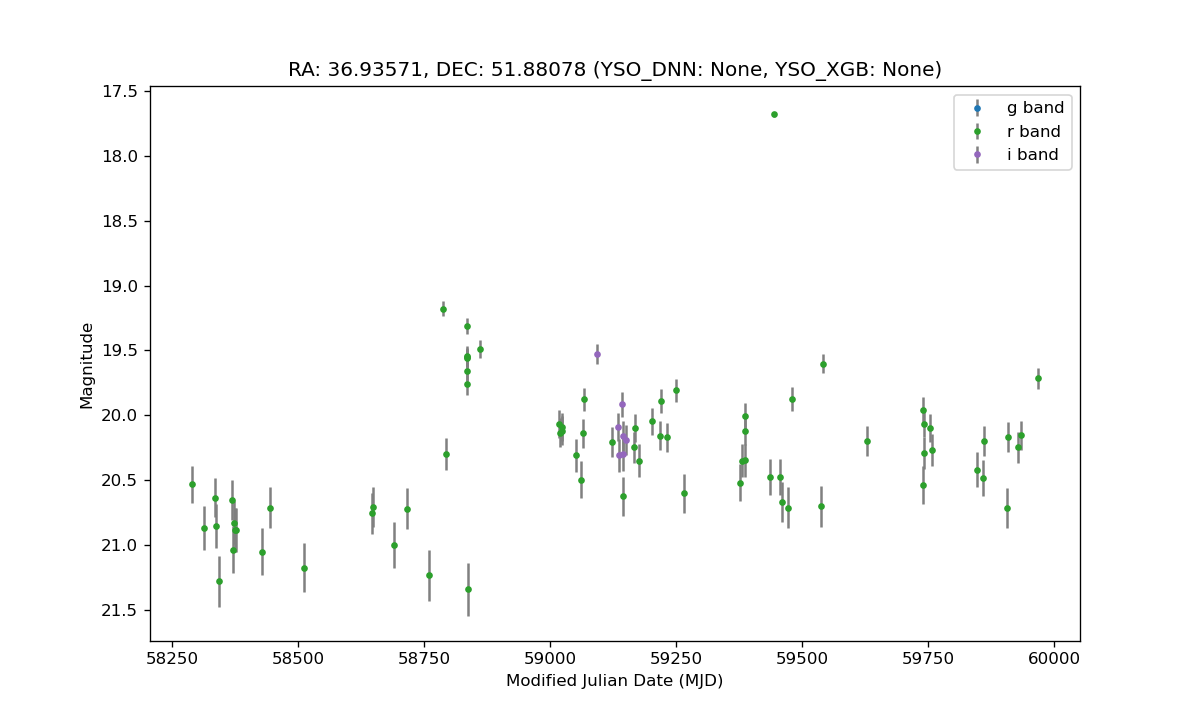 RA: 36.93571, DEC: 51.88078 (YSO_DNN: None, YSO_XGB: None)
17.5
18.0
18.5
19.0
19.5
20.0
20.5
21.0
21.5
Magnitude
g band
r band
i band
58250 58500 58750 59000 59250 59500 59750 60000
Modified Julian Date (MJD)